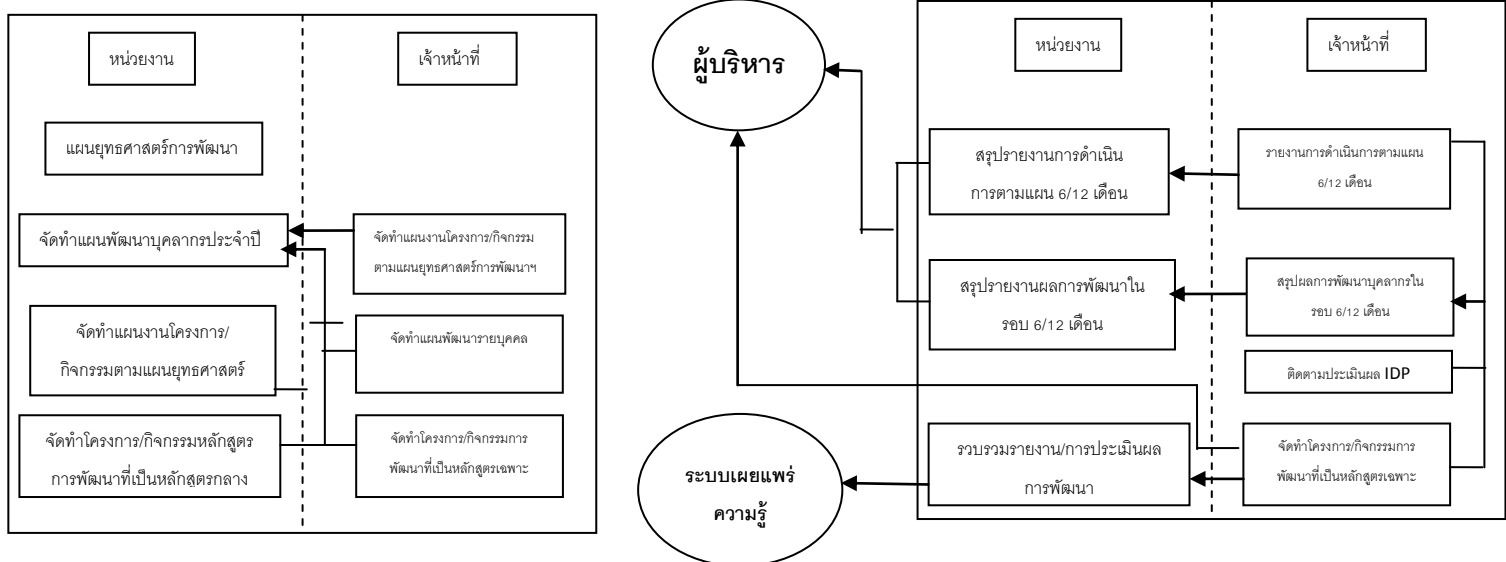 หน่วยงาน
เจ้าหน้าที่
แผนยุทธศาสตร์การพัฒนา
จัดทำแผนพัฒนาบุคลากรประจำปี
จัดทำแผนงานโครงการ/กิจกรรม
ตามแผนยุทธศาสตร์การพัฒนาฯ
จัดทำแผนงานโครงการ/
กิจกรรมตามแผนยุทธศาสตร์
จัดทำแผนพัฒนารายบุคคล
จัดทำโครงการ/กิจกรรมหลักสูตร
การพัฒนาที่เป็นหลักสูตรกลาง
จัดทำโครงการ/กิจกรรมการ
พัฒนาที่เป็นหลักสูตรเฉพาะ
ผู้บริหาร
ระบบเผยแพร่
ความรู้
หน่วยงาน
เจ้าหน้าที่
สรุปรายงานการดำเนิน
การตามแผน 6/12 เดือน
รายงานการดำเนินการตามแผน
6/12 เดือน
สรุปรายงานผลการพัฒนาใน
รอบ 6/12 เดือน
สรุปผลการพัฒนาบุคลากรใน
รอบ 6/12 เดือน
ติดตามประเมินผล IDP
รวบรวมรายงาน/การประเมินผล
การพัฒนา
จัดทำโครงการ/กิจกรรมการ
พัฒนาที่เป็นหลักสูตรเฉพาะ